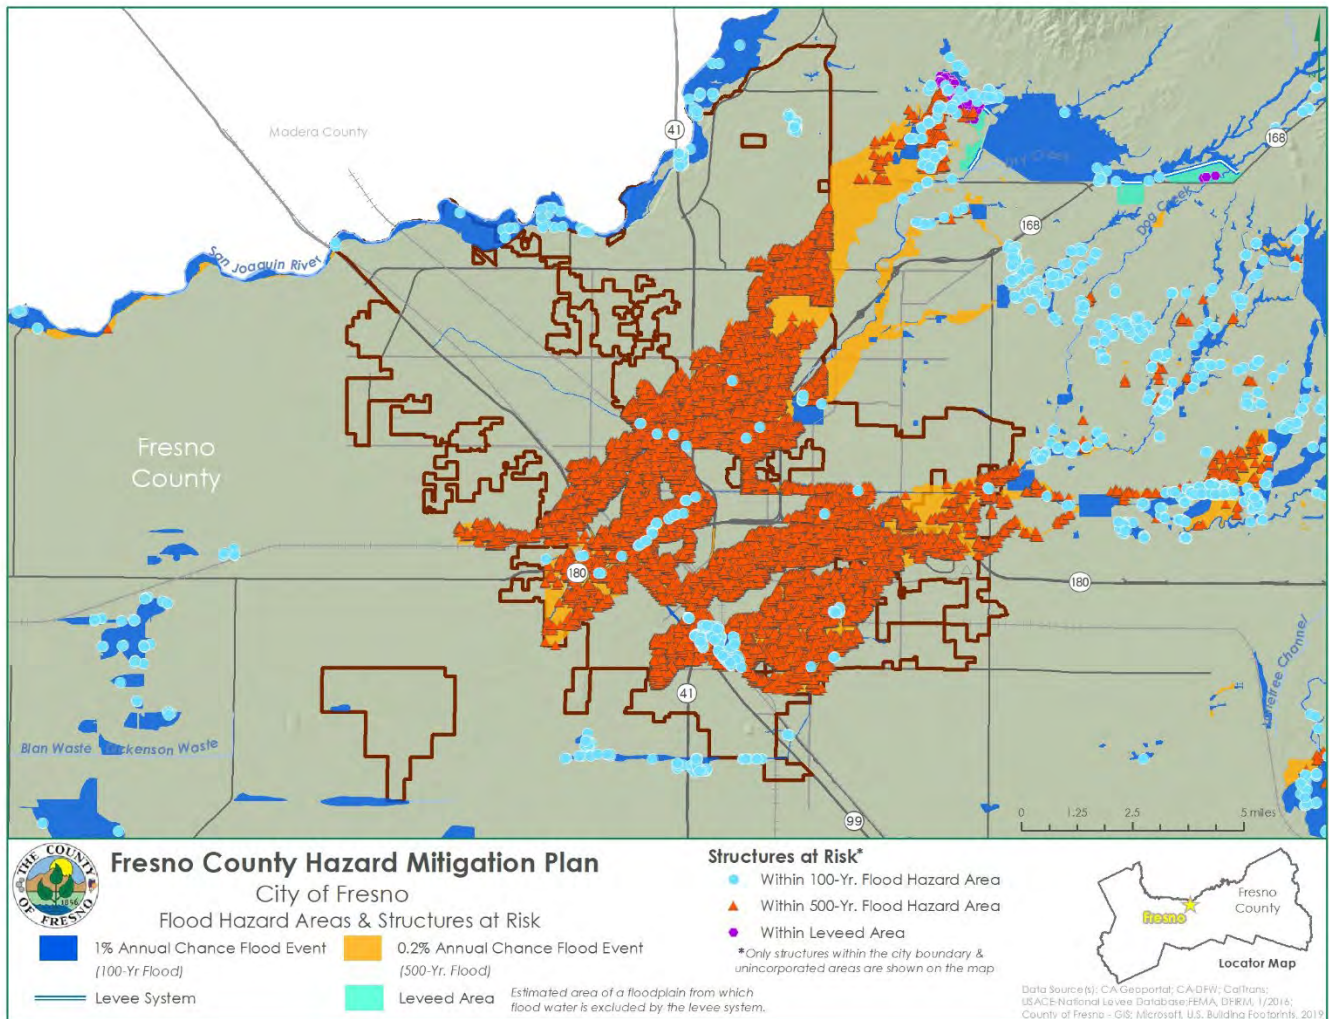 Madera County
41
168
Dry Creek
168
Dog Creek
San Joaquin River
Fresno
County
180
180
41
Blan Waste
Dickenson Waste
99
0 1.25 2.5 5 miles
THE COUNTY OF FRESNO
1856
Fresno County Hazard Mitigation Plan
City of Fresno
Flood Hazard Areas & Structures at Risk
1% Annual Chance Flood Event
(100-Yr Flood)
0.2% Annual Chance Flood Event
(500-Yr. Flood)
Levee System
Leveed Area
Estimated area of a floodplain from which
flood water is excluded by the levee system.
Structures at Risk*
Within 100-Yr. Flood Hazard Area
Within 500-Yr. Flood Hazard Area
Within Leveed Area
*Only structures within the city boundary &
unincorporated areas are shown on the map
Fresno
County
Fresno
Locator Map
Data Source(s): CA Geoportal; CA-DFW; CalTrans;
USACE-National Levee Database;FEMA, DFIRM, 1/2016;
County of Fresno - GIS; Microsoft, U.S. Building Footprints, 2019